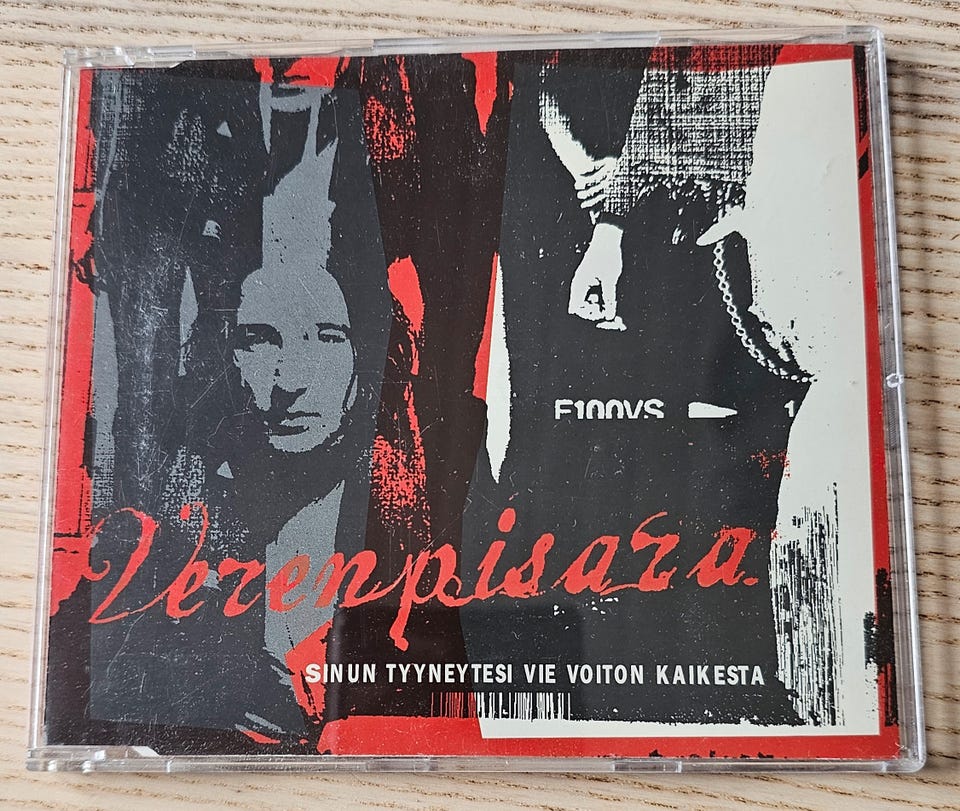 F100VS
Verenpisara
SINUN TYYNEYTESI VIE VOITON KAIKESTA